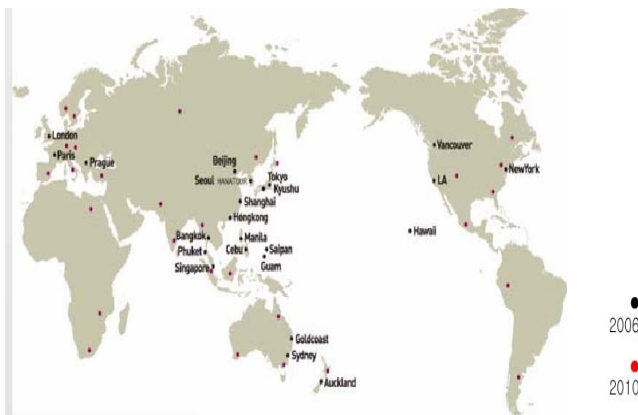 London
Paris
Prague
Beijing
Seoul HANATOUR
Tokyo
Kyushu
Shanghai
Hongkong
Bangkok
Manila
Phuket
Cebu
Saipan
Singapore
Guam
Goldcoast
Sydney
Auckland
Vancouver
LA
NewYork
Hawaii
2006
2010